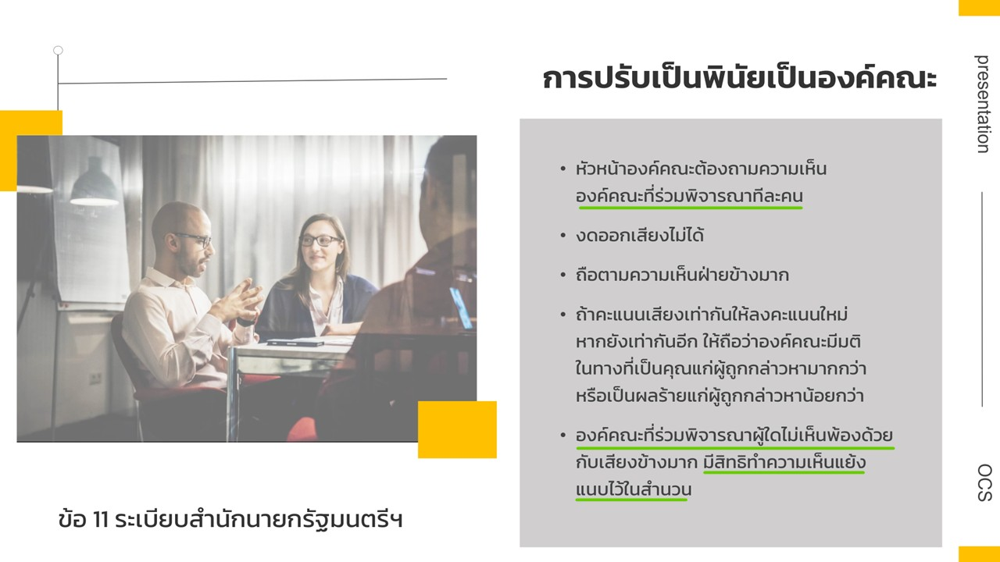 การปรับเป็นพินัยเป็นองค์คณะ
• หัวหน้าองค์คณะต้องถามความเห็น
องค์คณะที่ร่วมพิจารณาทีละคน
• งดออกเสียงไม่ได้
• ถือตามความเห็นฝ่ายข้างมาก
• ถ้าคะแนนเสียงเท่ากันให้ลงคะแนนใหม่
หากยังเท่ากันอีก ให้ถือว่าองค์คณะมีมติ
ในทางที่เป็นคุณแก่ผู้ถูกกล่าวหามากกว่า
หรือเป็นผลร้ายแก่ผู้ถูกกล่าวหาน้อยกว่า
• องค์คณะที่ร่วมพิจารณาผู้ใดไม่เห็นพ้องด้วย
กับเสียงข้างมาก มีสิทธิทำความเห็นแย้ง
แนบไว้ในสำนวน
ข้อ 11 ระเบียบสำนักนายกรัฐมนตรีฯ
presentation
OCS